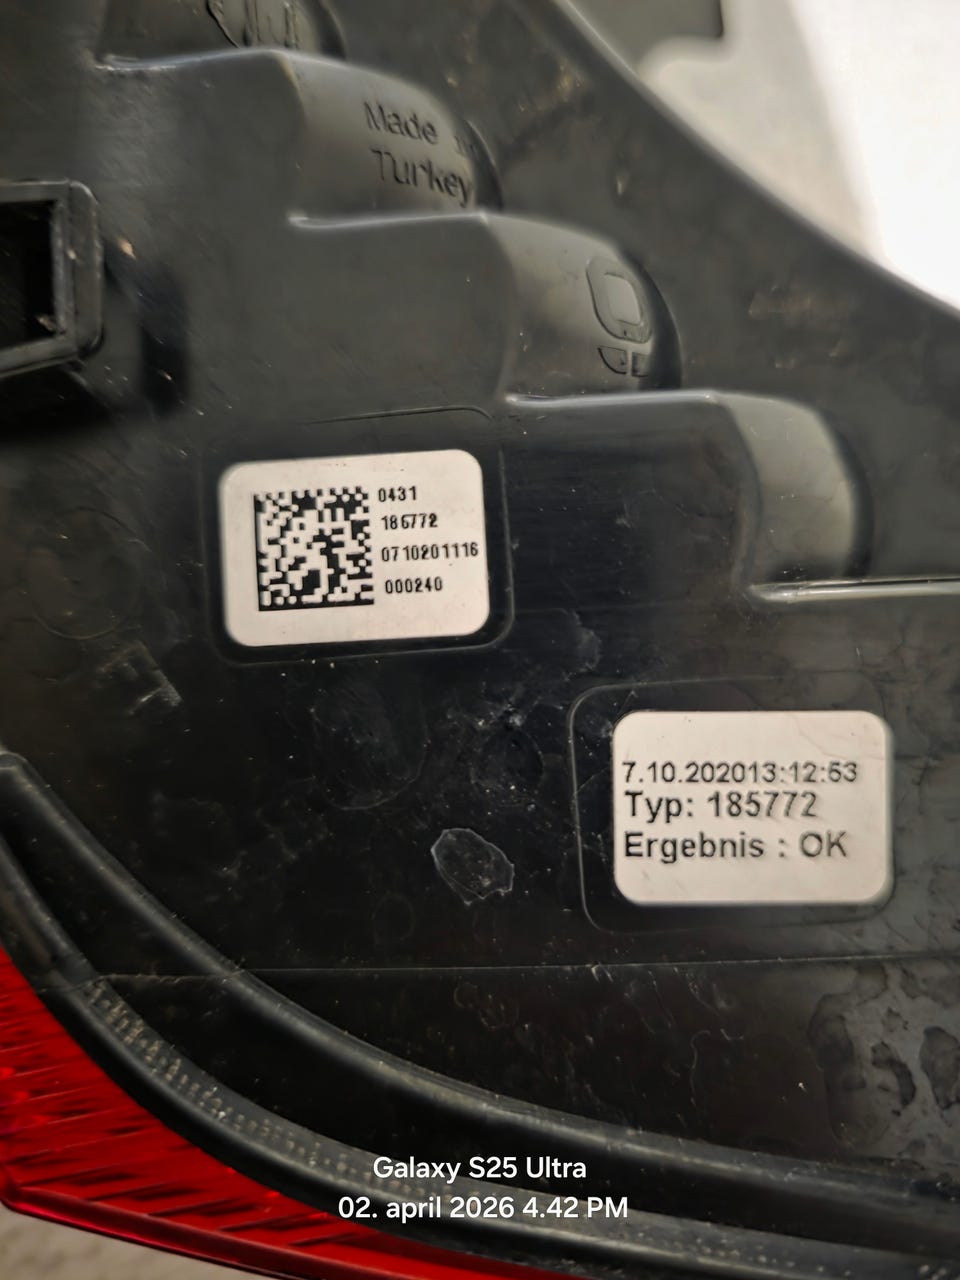 Made in
Turkey
0431
185772
0710201116
000240
7.10.202013:12:53
Typ: 185772
Ergebnis : OK
Galaxy S25 Ultra
02. april 2026 4.42 PM